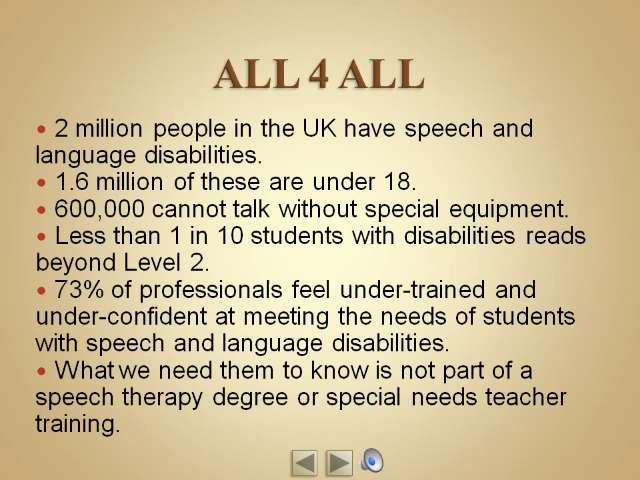 ALL 4 ALL
• 2 million people in the UK have speech and
language disabilities.
• 1.6 million of these are under 18.
• 600,000 cannot talk without special equipment.
• Less than 1 in 10 students with disabilities reads
beyond Level 2.
• 73% of professionals feel under-trained and
under-confident at meeting the needs of students
with speech and language disabilities.
• What we need them to know is not part of a
speech therapy degree or special needs teacher
training.